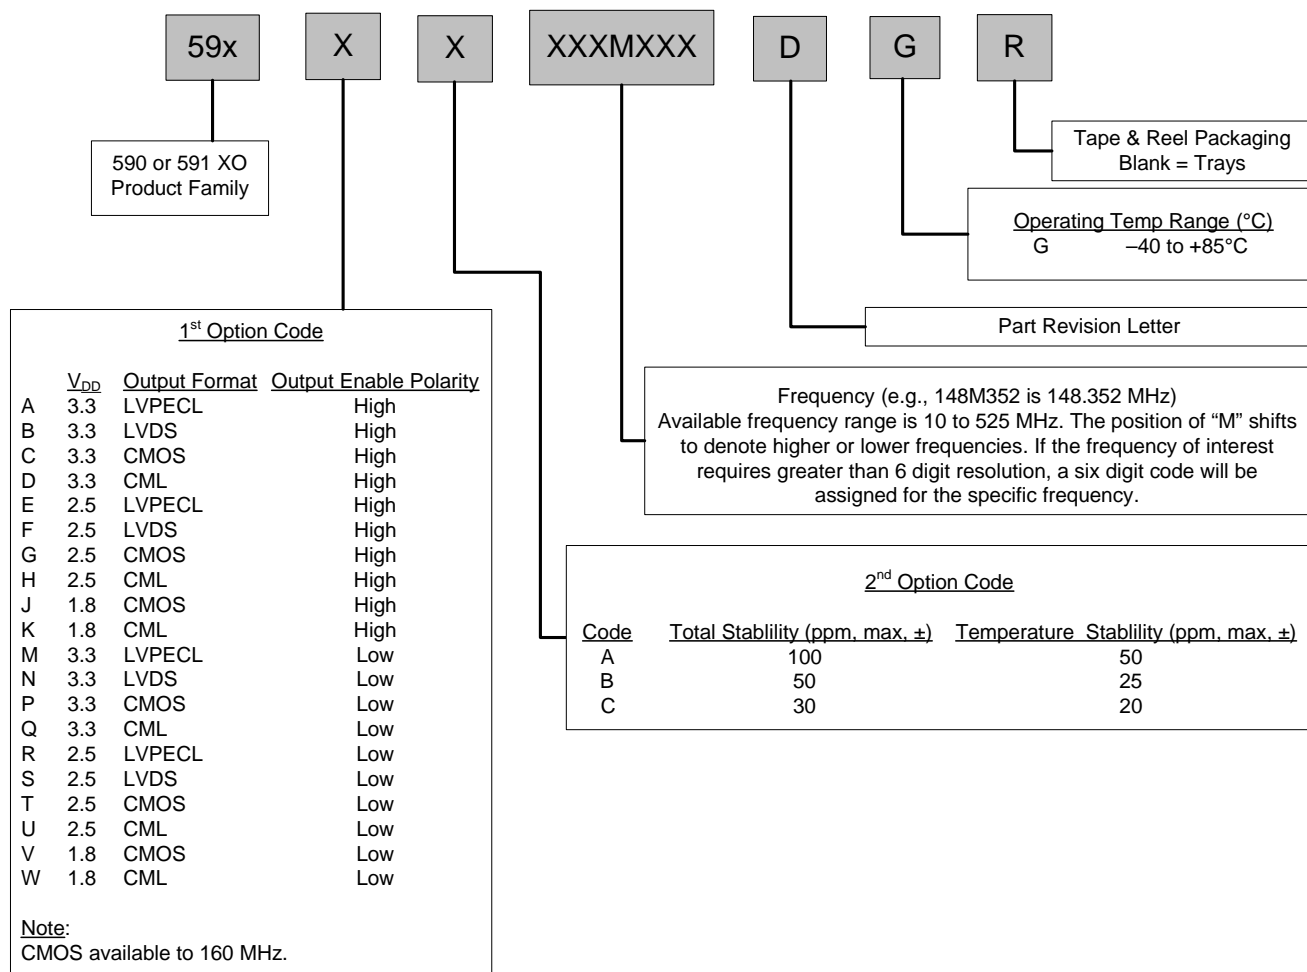 59x X X XXXMXXX D G R
590 or 591 XO
Product Family
Tape & Reel Packaging
Blank = Trays
Operating Temp Range (°C)
G –40 to +85°C
Part Revision Letter
Frequency (e.g., 148M352 is 148.352 MHz)
Available frequency range is 10 to 525 MHz. The position of “M” shifts
to denote higher or lower frequencies. If the frequency of interest
requires greater than 6 digit resolution, a six digit code will be
assigned for the specific frequency.
1st Option Code
VDD Output Format Output Enable Polarity
A 3.3 LVPECL High
B 3.3 LVDS High
C 3.3 CMOS High
D 3.3 CML High
E 2.5 LVPECL High
F 2.5 LVDS High
G 2.5 CMOS High
H 2.5 CML High
J 1.8 CMOS High
K 1.8 CML High
M 3.3 LVPECL Low
N 3.3 LVDS Low
P 3.3 CMOS Low
Q 3.3 CML Low
R 2.5 LVPECL Low
S 2.5 LVDS Low
T 2.5 CMOS Low
U 2.5 CML Low
V 1.8 CMOS Low
W 1.8 CML Low
Note:
CMOS available to 160 MHz.
2nd Option Code
Code Total Stablility (ppm, max, ±) Temperature Stablility (ppm, max, ±)
A 100 50
B 50 25
C 30 20